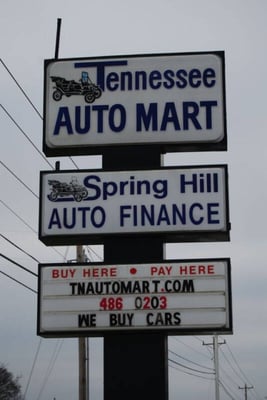 Tennessee
AUTO MART
Spring Hill
AUTO FINANCE
BUY HERE • PAY HERE
TNAUTOMART.COM
486 0203
WE BUY CARS